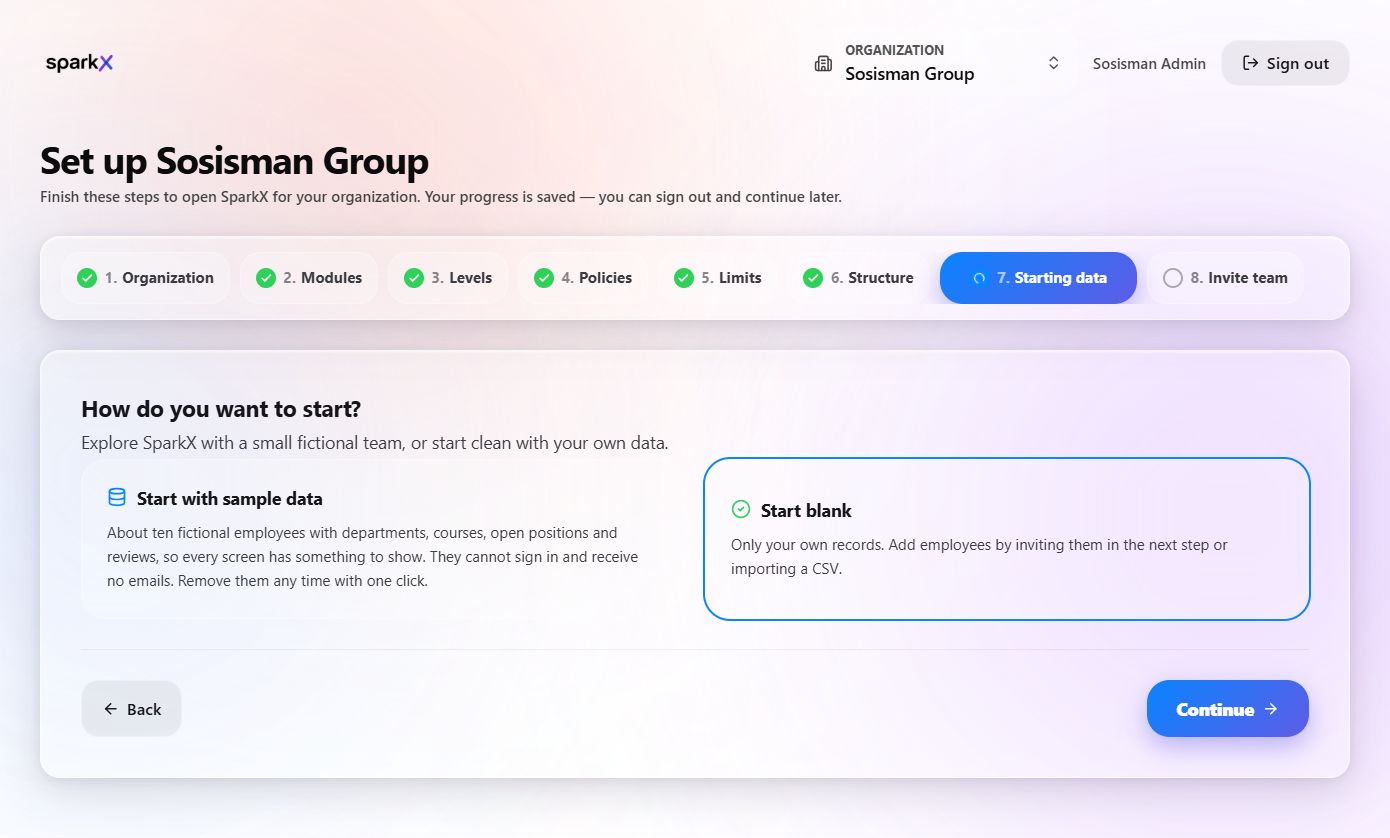 sparkX
ORGANIZATION
Sosisman Group
Sosisman Admin
Sign out
Set up Sosisman Group
Finish these steps to open SparkX for your organization. Your progress is saved — you can sign out and continue later.
1. Organization
2. Modules
3. Levels
4. Policies
5. Limits
6. Structure
7. Starting data
8. Invite team
How do you want to start?
Explore SparkX with a small fictional team, or start clean with your own data.
Start with sample data
About ten fictional employees with departments, courses, open positions and
reviews, so every screen has something to show. They cannot sign in and receive
no emails. Remove them any time with one click.
Start blank
Only your own records. Add employees by inviting them in the next step or
importing a CSV.
Back
Continue